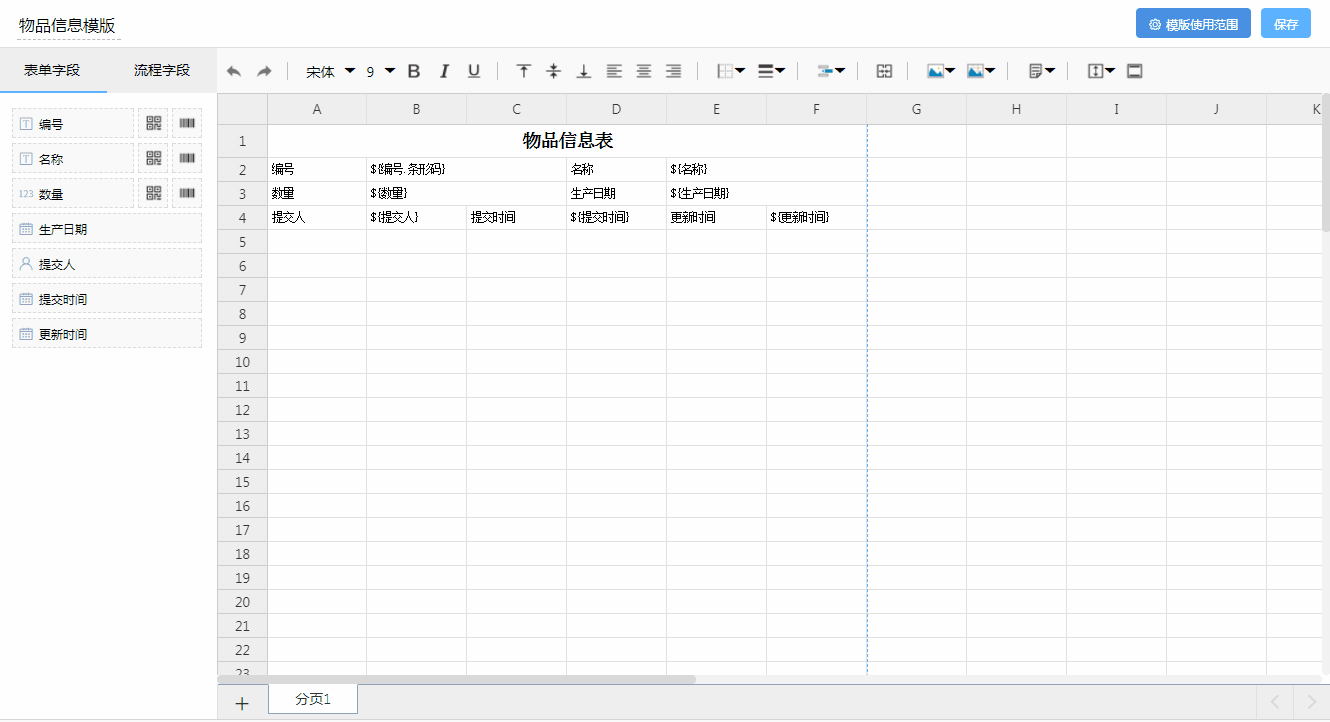 物品信息模版
模版使用范围 保存
表单字段 流程字段
宋体 9 B I U
A B C D E F G H I J K
T 编号
T 名称
123 数量
生产日期
提交人
提交时间
更新时间
1 物品信息表
2 编号 ${编号.条形码} 名称 ${名称}
3 数量 ${数量} 生产日期 ${生产日期}
4 提交人 ${提交人} 提交时间 ${提交时间} 更新时间 ${更新时间}
5
6
7
8
9
10
11
12
13
14
15
16
17
18
19
20
21
22
23
+ 分页1